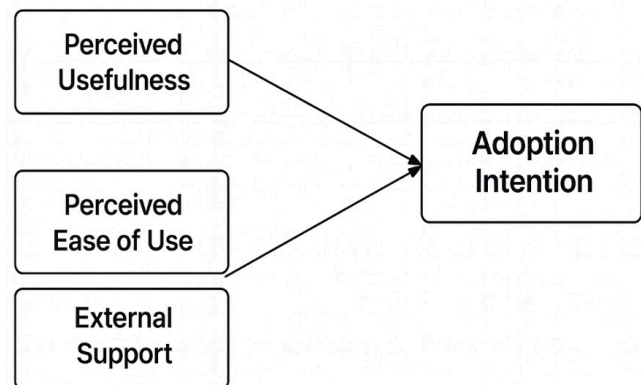 Perceived
Usefulness
Adoption
Intention
Perceived
Ease of Use
External
Support